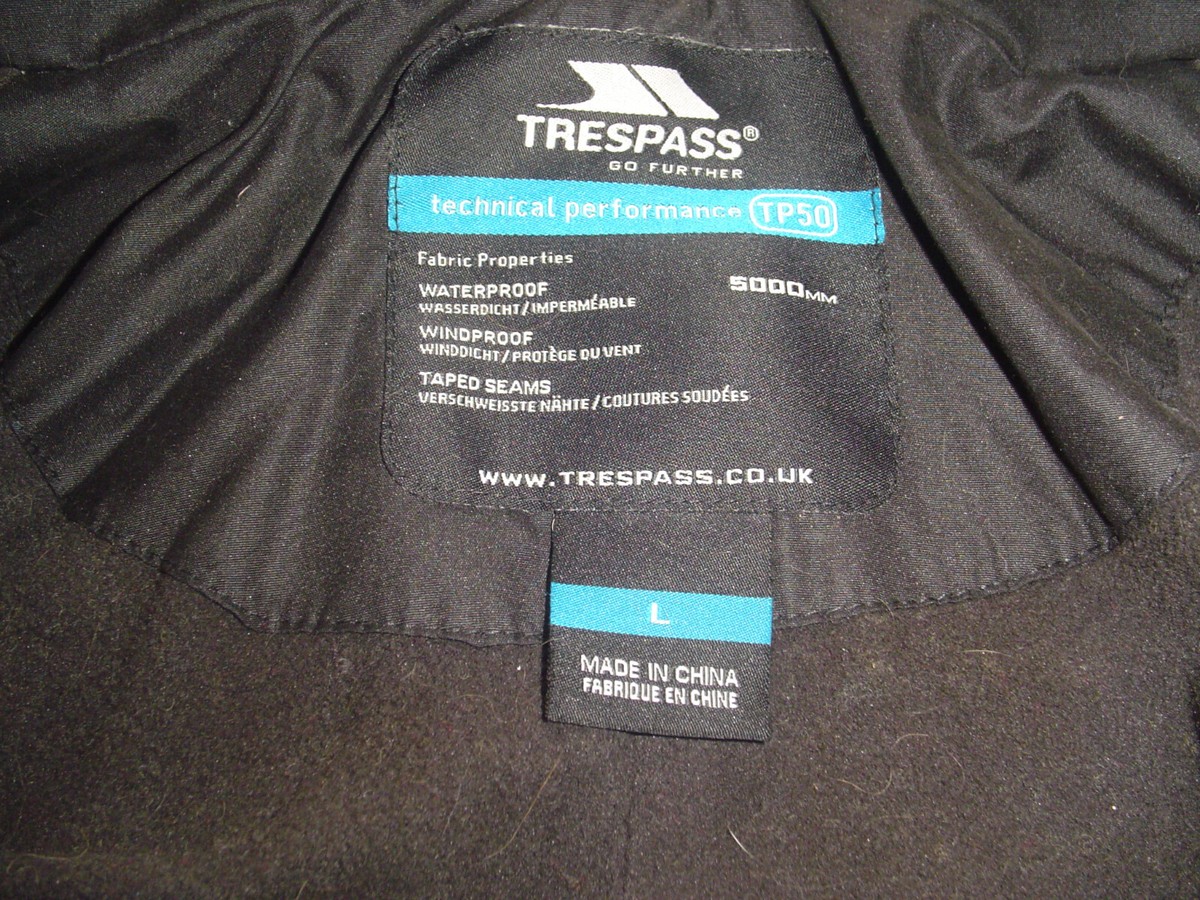 TRESPASS®
GO FURTHER
technical performance TP50
Fabric Properties
WATERPROOF 5000MM
WASSERDICHT/IMPERMÉABLE
WINDPROOF
WINDDICHT/PROTÈGE DU VENT
TAPED SEAMS
VERSCHWEISSTE NÄHTE/COUTURES SOUDÉES
WWW.TRESPASS.CO.UK
L
MADE IN CHINA
FABRIQUE EN CHINE